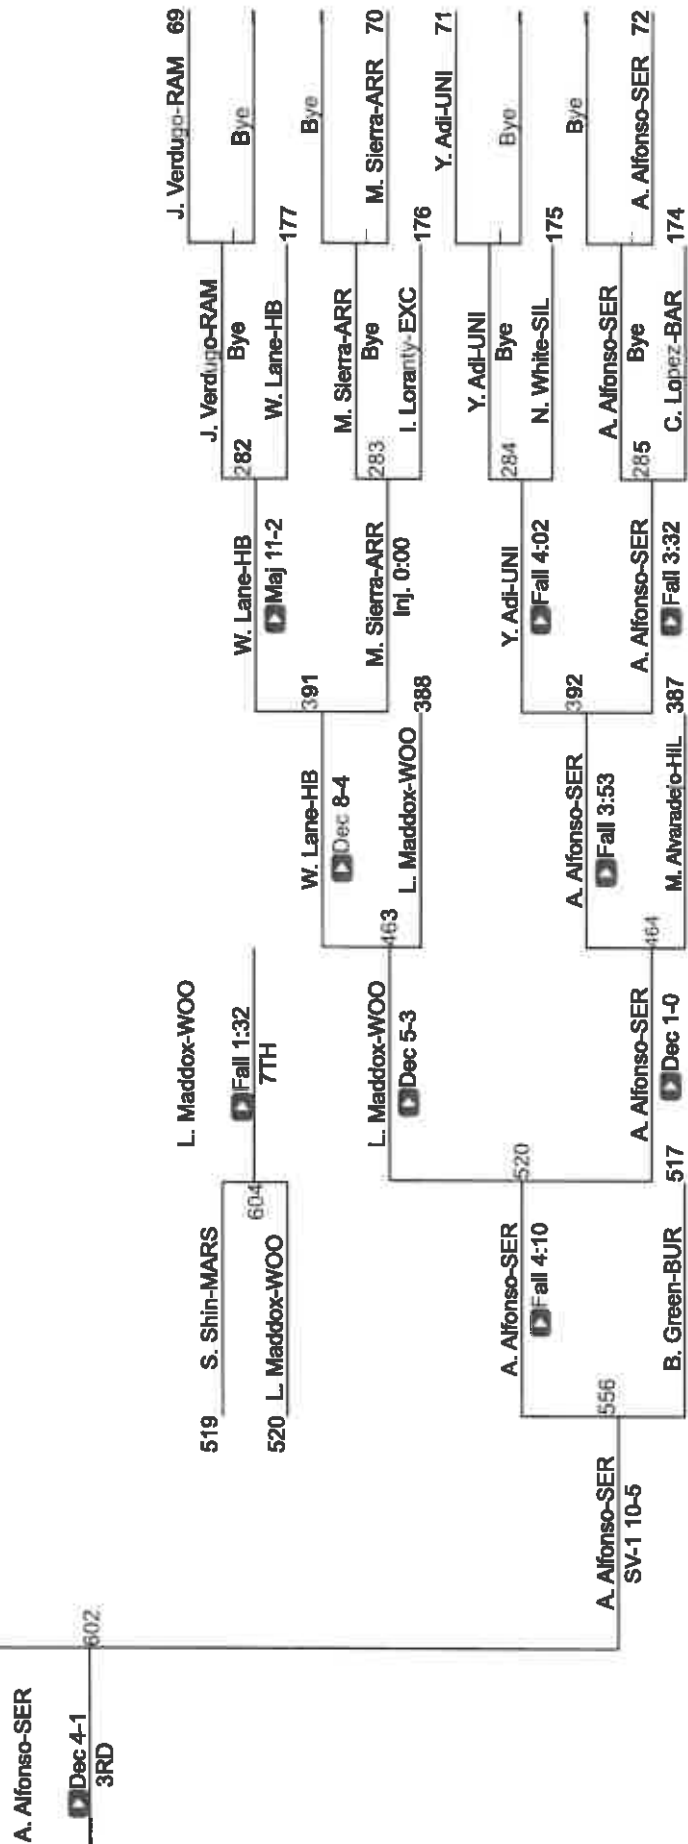 A. Alfonso-SER
Dec 4-1
602
3RD
L. Maddox-WOO
J. Verdugo-RAM 69
519 S. Shin-MARS
J. Verdugo-RAM
Fall 1:32
W. Lane-HB
282
Bye
Bye
604
7TH
520 L. Maddox-WOO
Maj 11-2
W. Lane-HB 177
W. Lane-HB
391
Bye
Dec 8-4
M. Sierra-ARR
L. Maddox-WOO
463
M. Sierra-ARR
283
Bye
M. Sierra-ARR 70
Dec 5-3
L. Maddox-WOO 388
Inj. 0:00
I. Loranty-EXC 176
Y. Adi-UNI 71
Y. Adi-UNI
A. Alfonso-SER
520
Y. Adi-UNI
284
Bye
Bye
Fall 4:10
Fall 4:02
N. White-SIL 175
A. Alfonso-SER
392
Bye
A. Alfonso-SER
556
Fall 3:53
A. Alfonso-SER
SV-1 10-5
A. Alfonso-SER
464
A. Alfonso-SER
285
Bye
A. Alfonso-SER 72
B. Green-BUR 517
Dec 1-0
M. Alvaradejo-HIL 387
Fall 3:32
C. Lopez-BAR 174